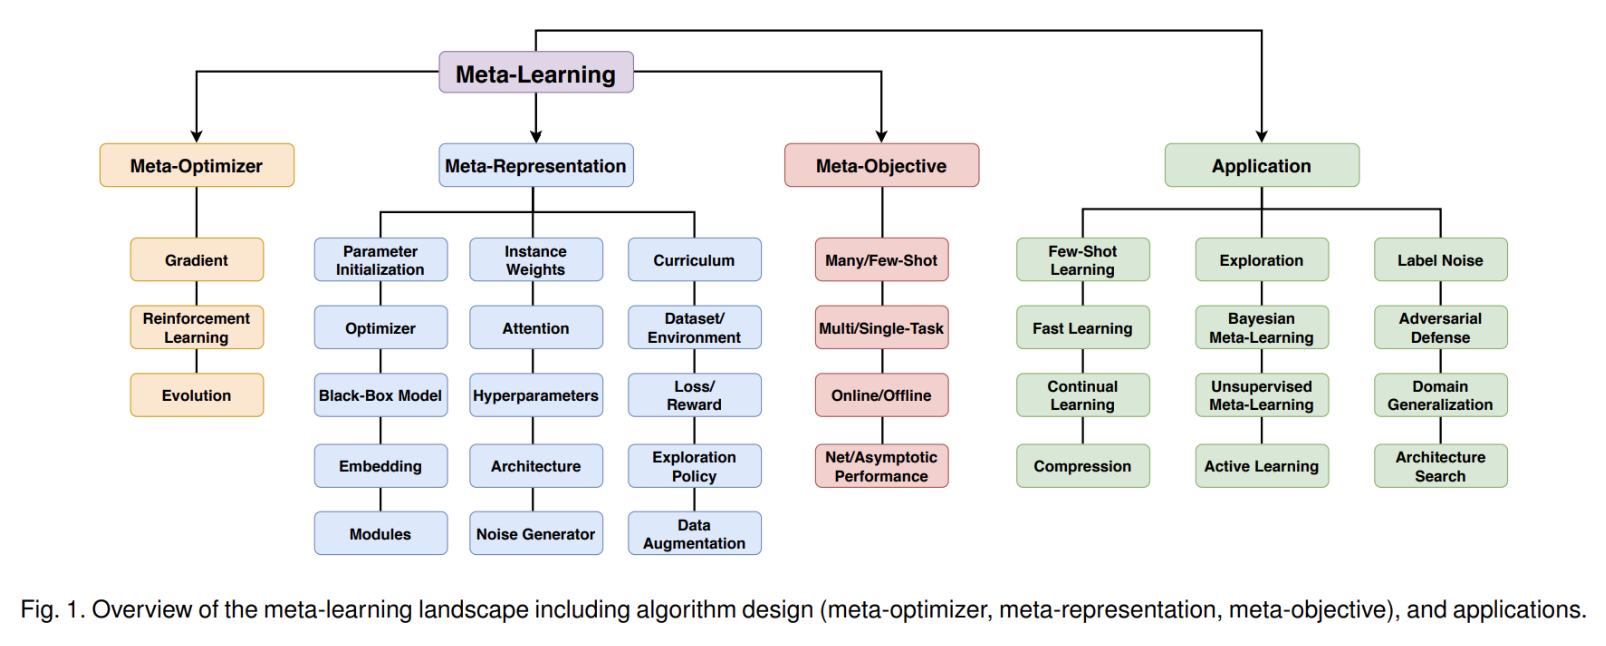 Meta-Learning
Meta-Optimizer
Meta-Representation
Meta-Objective
Application
Gradient
Reinforcement
Learning
Evolution
Parameter
Initialization
Optimizer
Black-Box Model
Embedding
Modules
Instance
Weights
Attention
Hyperparameters
Architecture
Noise Generator
Curriculum
Dataset/
Environment
Loss/
Reward
Exploration
Policy
Data
Augmentation
Many/Few-Shot
Multi/Single-Task
Online/Offline
Net/Asymptotic
Performance
Few-Shot
Learning
Fast Learning
Continual
Learning
Compression
Exploration
Bayesian
Meta-Learning
Unsupervised
Meta-Learning
Active Learning
Label Noise
Adversarial
Defense
Domain
Generalization
Architecture
Search
Fig. 1. Overview of the meta-learning landscape including algorithm design (meta-optimizer, meta-representation, meta-objective), and applications.